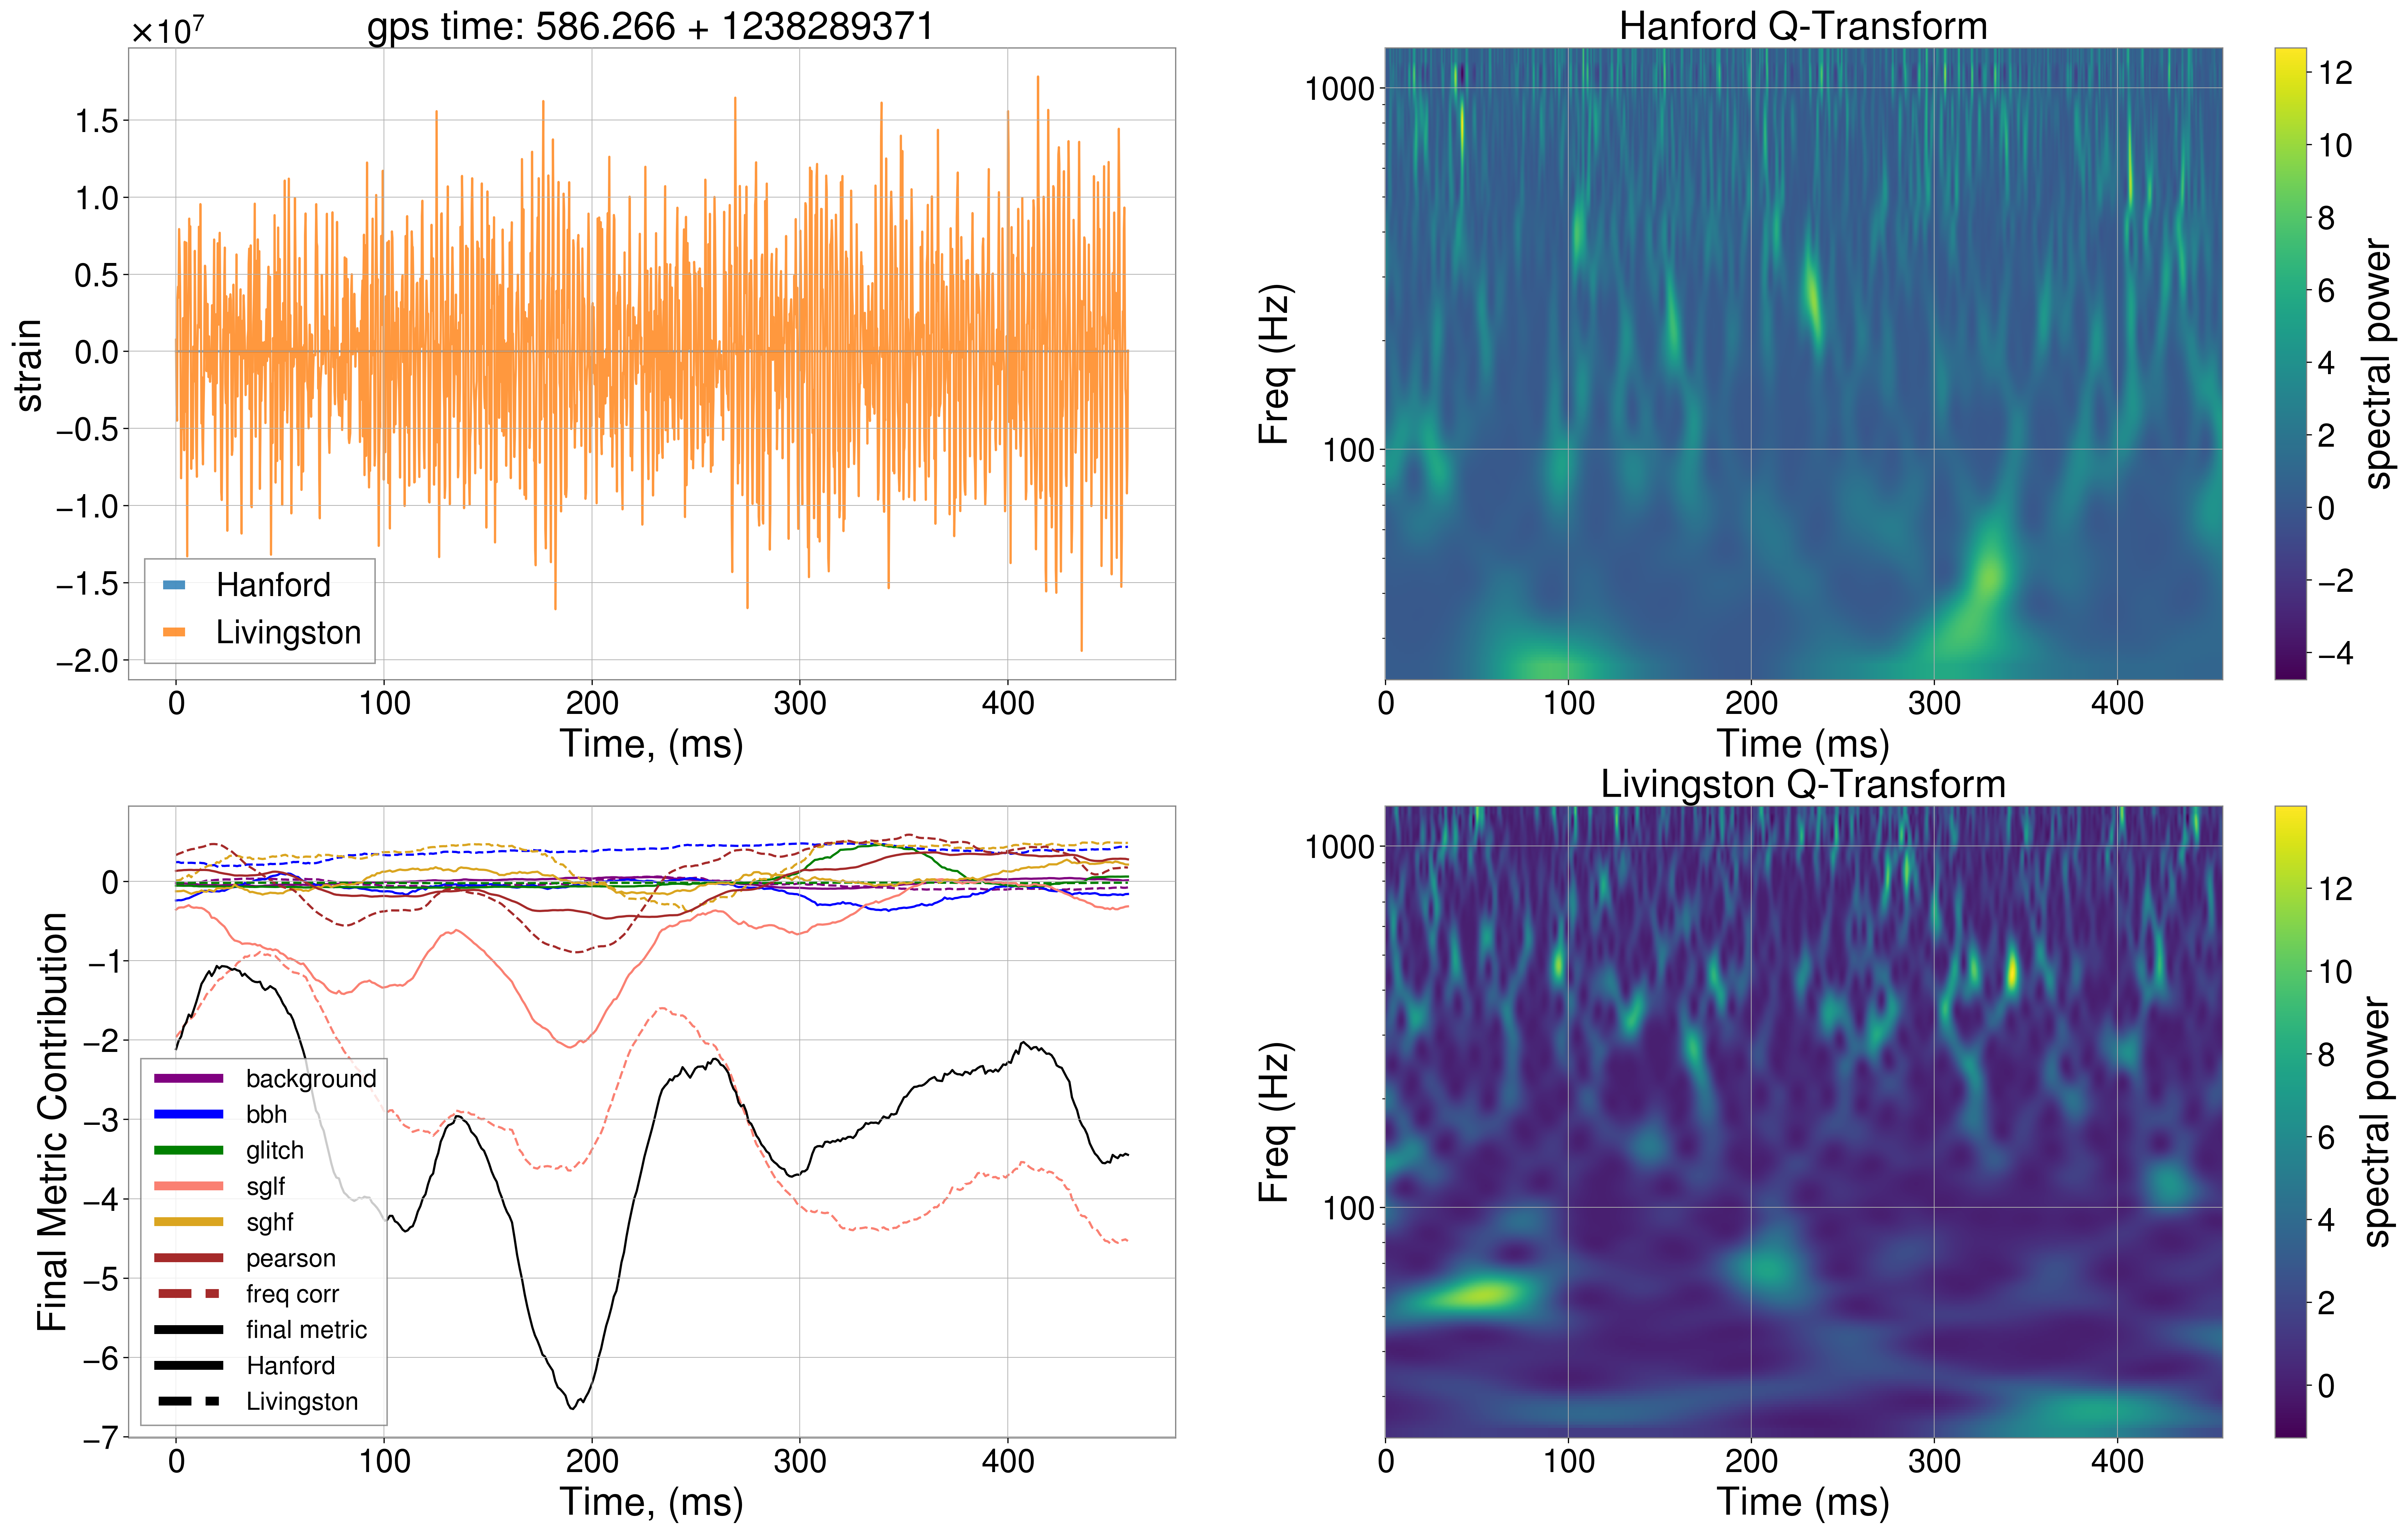 ×10⁷
gps time: 586.266 + 1238289371
1.5
1.0
0.5
0.0
−0.5
−1.0
−1.5
−2.0
strain
Hanford
Livingston
0 100 200 300 400
Time, (ms)
Hanford Q-Transform
1000
100
Freq (Hz)
0 100 200 300 400
Time (ms)
12
10
8
6
4
2
0
−2
−4
spectral power
0
−1
−2
−3
−4
−5
−6
−7
Final Metric Contribution
background
bbh
glitch
sglf
sghf
pearson
freq corr
final metric
Hanford
Livingston
0 100 200 300 400
Time, (ms)
Livingston Q-Transform
1000
100
Freq (Hz)
0 100 200 300 400
Time (ms)
12
10
8
6
4
2
0
spectral power